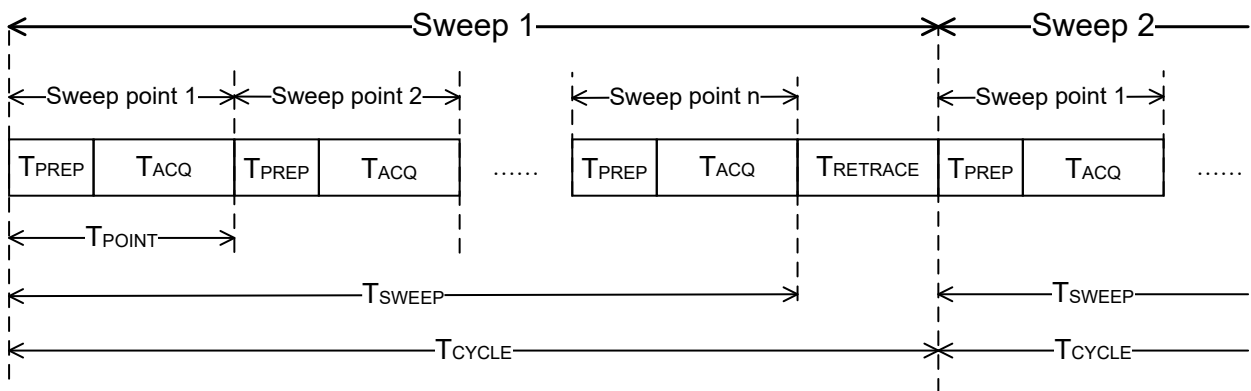 Sweep 1 Sweep 2
Sweep point 1 Sweep point 2 Sweep point n Sweep point 1
TPREP TACQ TPREP TACQ ...... TPREP TACQ TRETRACE TPREP TACQ ......
TPOINT
TSWEEP TSWEEP
TCYCLE TCYCLE